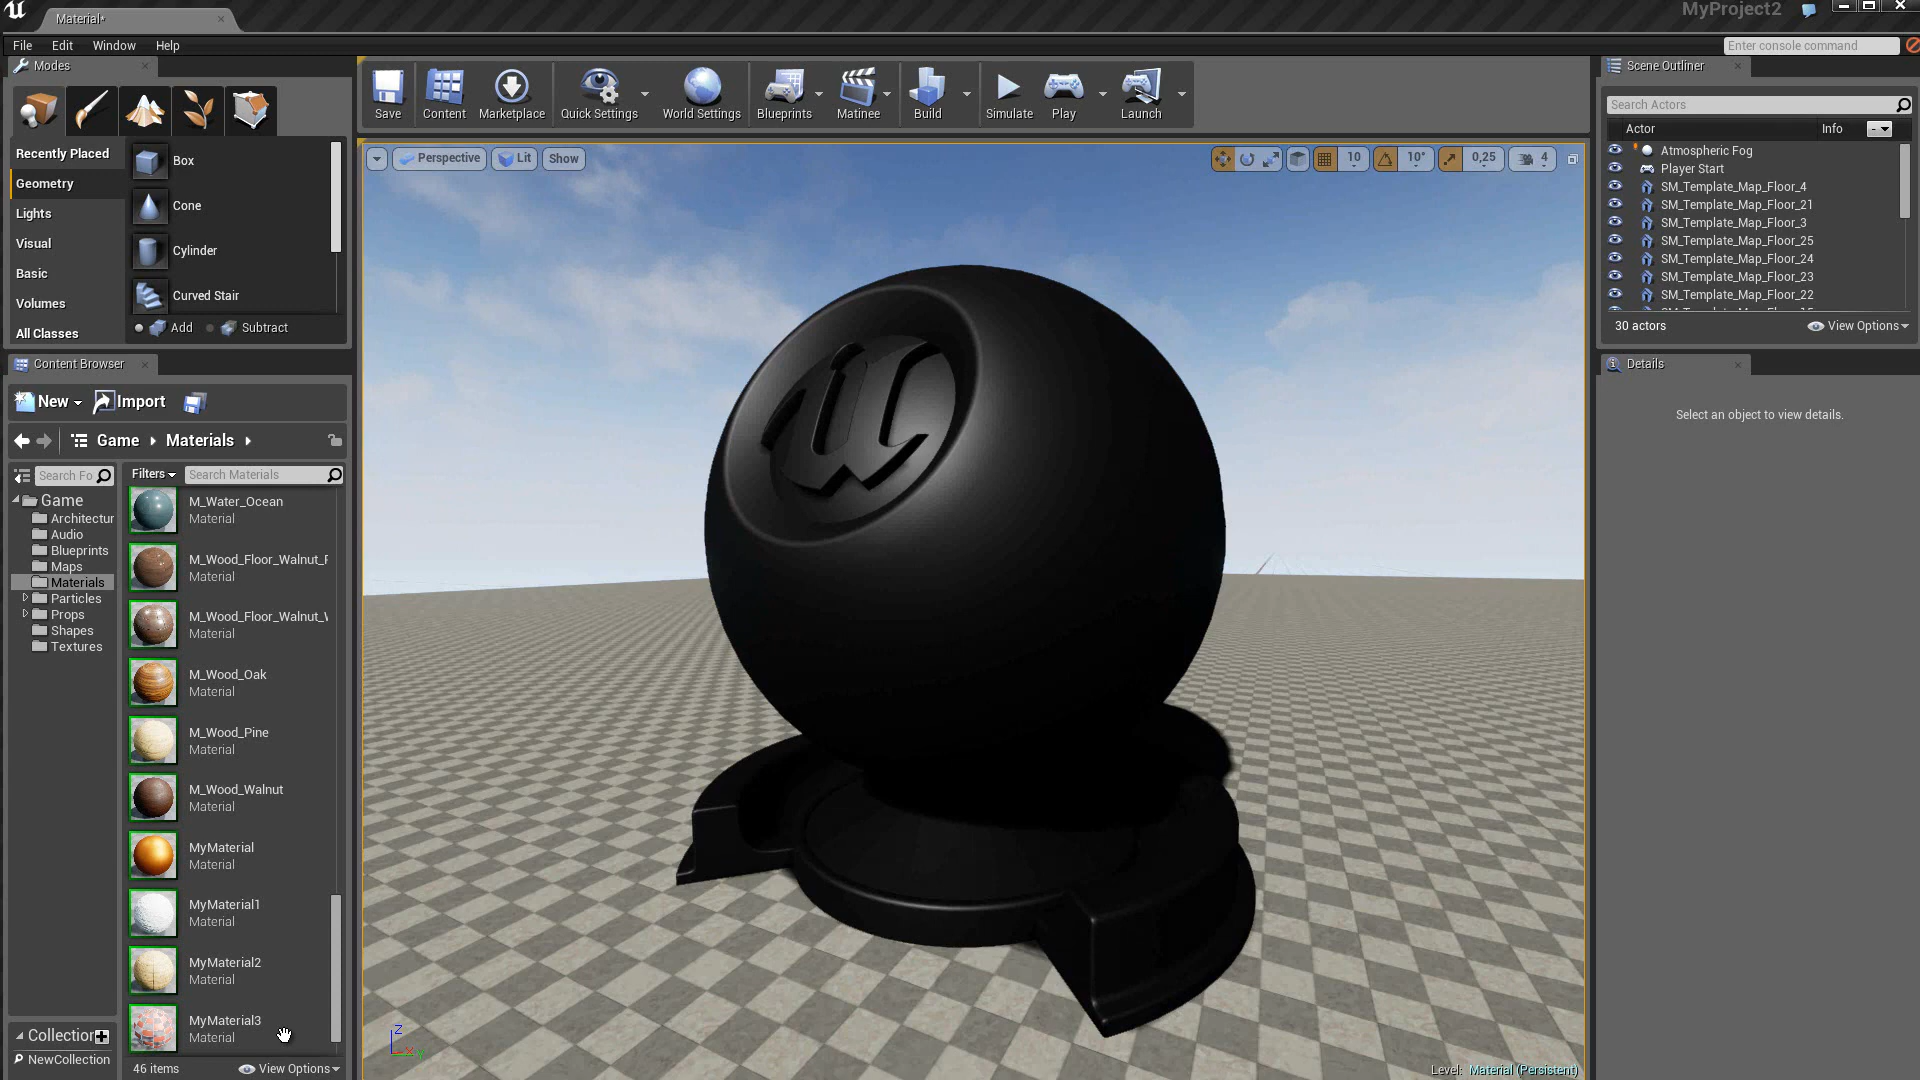 Material*
MyProject2
File Edit Window Help
Enter console command
Modes
Recently Placed
Geometry
Lights
Visual
Basic
Volumes
All Classes
Box
Cone
Cylinder
Curved Stair
Add Subtract
Save Content Marketplace Quick Settings World Settings Blueprints Matinee Build Simulate Play Launch
Perspective Lit Show
10 10° 0,25 4
Scene Outliner
Search Actors
Actor Info
Atmospheric Fog
Player Start
SM_Template_Map_Floor_4
SM_Template_Map_Floor_21
SM_Template_Map_Floor_3
SM_Template_Map_Floor_25
SM_Template_Map_Floor_24
SM_Template_Map_Floor_23
SM_Template_Map_Floor_22
30 actors View Options
Details
Select an object to view details.
Content Browser
New Import
Game Materials
Search Fo
Filters Search Materials
Game
Architectur
Audio
Blueprints
Maps
Materials
Particles
Props
Shapes
Textures
M_Water_Ocean
Material
M_Wood_Floor_Walnut_
Material
M_Wood_Floor_Walnut_
Material
M_Wood_Oak
Material
M_Wood_Pine
Material
M_Wood_Walnut
Material
MyMaterial
Material
MyMaterial1
Material
MyMaterial2
Material
MyMaterial3
Material
Collection
NewCollection
46 items View Options
Z
X Y
Level: Material (Persistent)